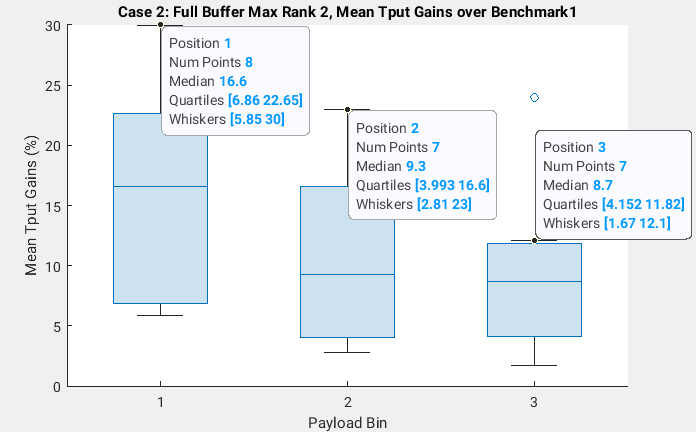 Case 2: Full Buffer Max Rank 2, Mean Tput Gains over Benchmark1
Mean Tput Gains (%)
30
25
20
15
10
5
0
Position 1
Num Points 8
Median 16.6
Quartiles [6.86 22.65]
Whiskers [5.85 30]
Position 2
Num Points 7
Median 9.3
Quartiles [3.993 16.6]
Whiskers [2.81 23]
Position 3
Num Points 7
Median 8.7
Quartiles [4.152 11.82]
Whiskers [1.67 12.1]
1
2
3
Payload Bin